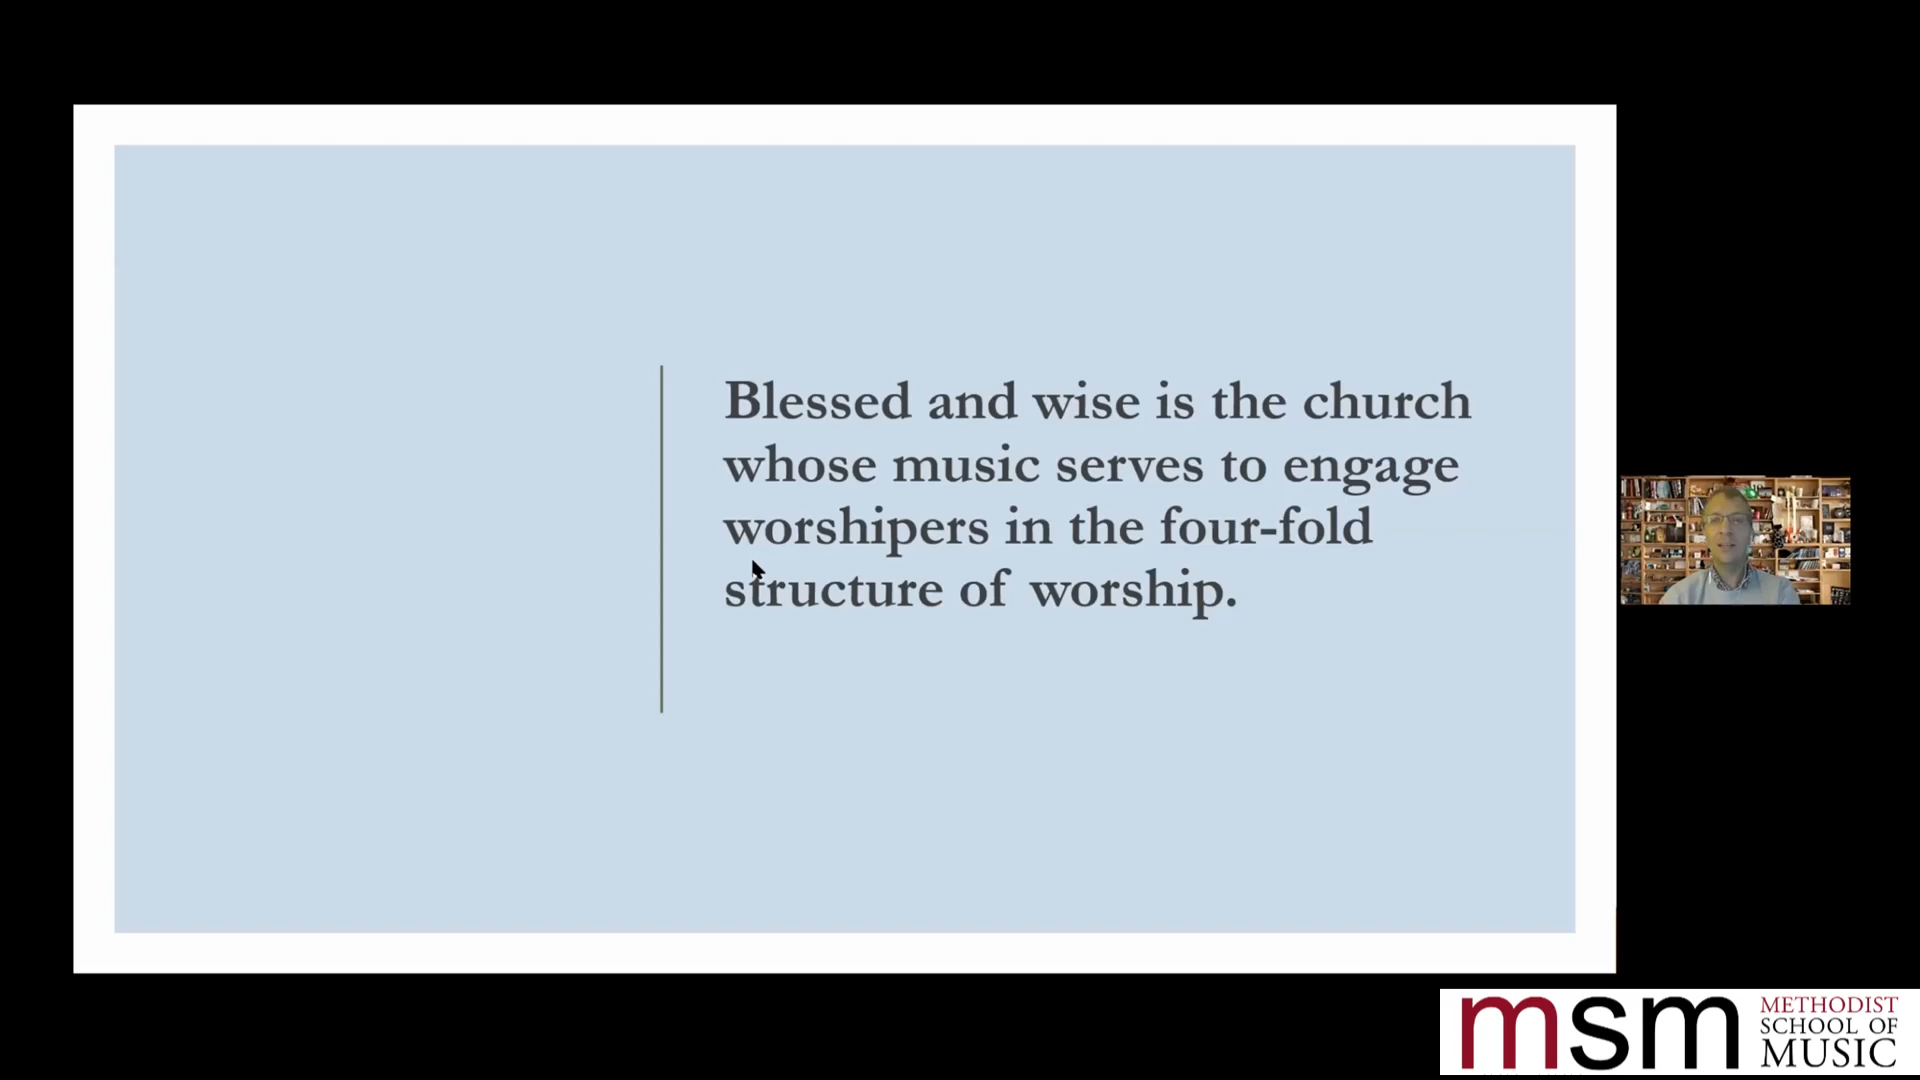 Blessed and wise is the church
whose music serves to engage
worshipers in the four-fold
structure of worship.
msm
METHODIST
SCHOOL OF
MUSIC